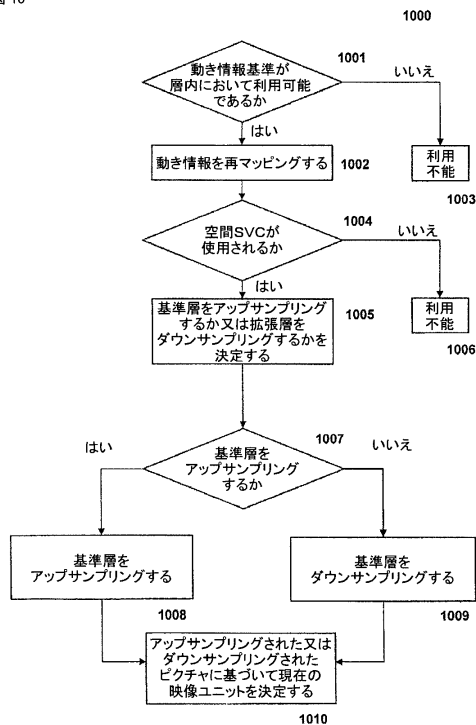 1000
動き情報基準が
層内において利用可能
であるか
1001
いいえ
はい
動き情報を再マッピングする
1002
利用
不能
1003
空間SVCが
使用されるか
1004
いいえ
はい
基準層をアップサンプリング
するか又は拡張層を
ダウンサンプリングするかを
決定する
1005
利用
不能
1006
はい
基準層を
アップサンプリング
するか
1007
いいえ
基準層を
アップサンプリングする
基準層を
ダウンサンプリングする
1008
1009
アップサンプリングされた又は
ダウンサンプリングされた
ピクチャに基づいて現在の
映像ユニットを決定する
1010